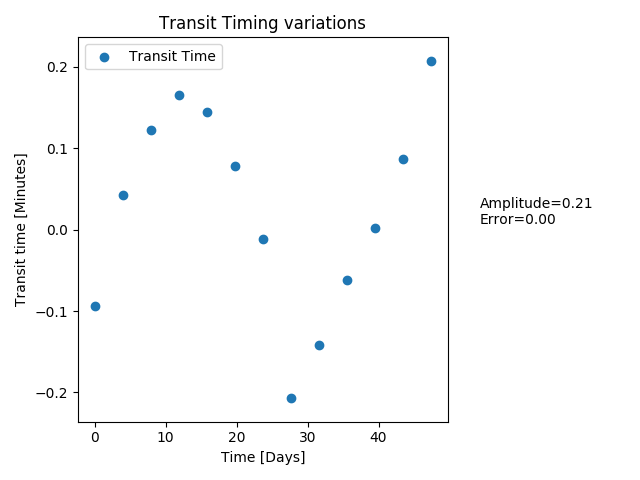 Transit Timing variations
Transit Time
Transit time [Minutes]
0.2
0.1
0.0
−0.1
−0.2
Amplitude=0.21
Error=0.00
0 10 20 30 40
Time [Days]